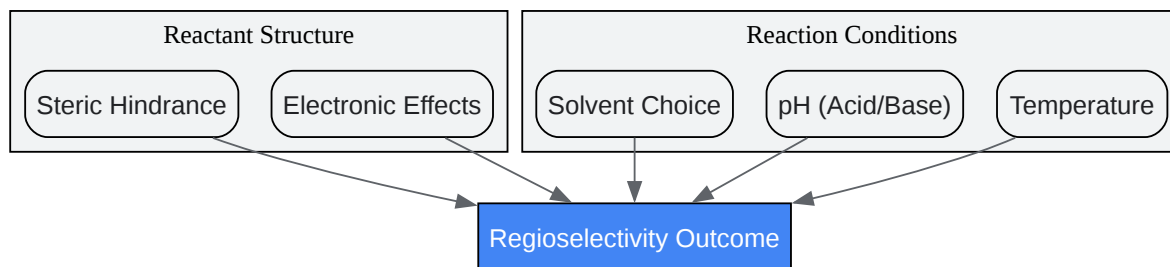 Reactant Structure
Reaction Conditions
Steric Hindrance
Electronic Effects
Solvent Choice
pH (Acid/Base)
Temperature
Regioselectivity Outcome